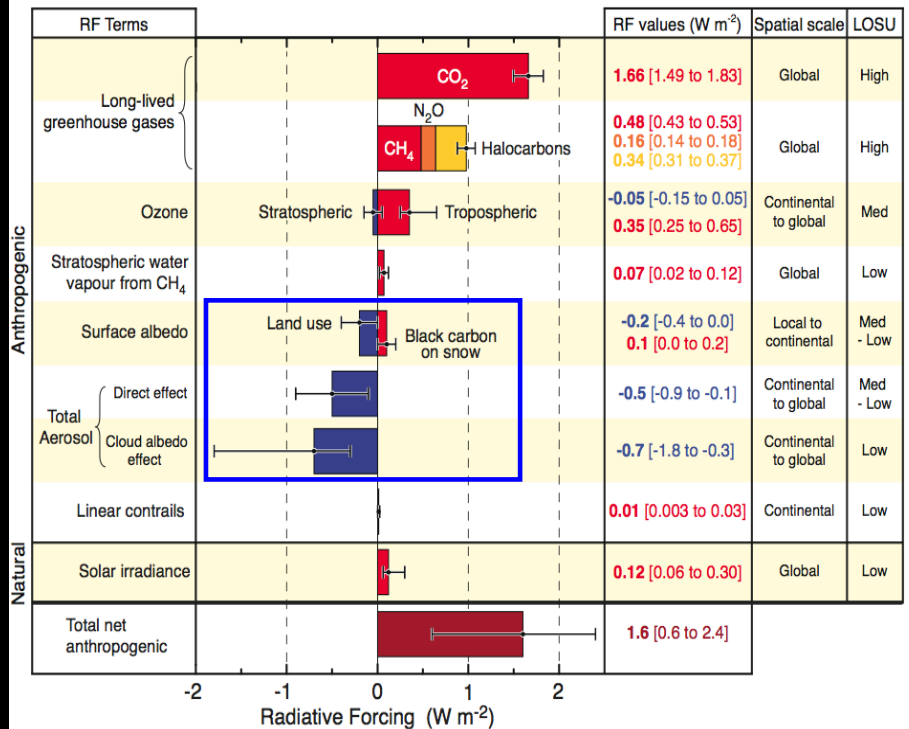 RF Terms
RF values (W m⁻²)
Spatial scale
LOSU
Anthropogenic
Long-lived
greenhouse gases
CO₂
1.66 [1.49 to 1.83]
Global
High
N₂O
CH₄
Halocarbons
0.48 [0.43 to 0.53]
0.16 [0.14 to 0.18]
0.34 [0.31 to 0.37]
Global
High
Ozone
Stratospheric
Tropospheric
-0.05 [-0.15 to 0.05]
0.35 [0.25 to 0.65]
Continental
to global
Med
Stratospheric water
vapour from CH₄
0.07 [0.02 to 0.12]
Global
Low
Surface albedo
Land use
Black carbon
on snow
-0.2 [-0.4 to 0.0]
0.1 [0.0 to 0.2]
Local to
continental
Med
- Low
Total
Aerosol
Direct effect
-0.5 [-0.9 to -0.1]
Continental
to global
Med
- Low
Cloud albedo
effect
-0.7 [-1.8 to -0.3]
Continental
to global
Low
Linear contrails
0.01 [0.003 to 0.03]
Continental
Low
Natural
Solar irradiance
0.12 [0.06 to 0.30]
Global
Low
Total net
anthropogenic
1.6 [0.6 to 2.4]
-2 -1 0 1 2
Radiative Forcing (W m⁻²)